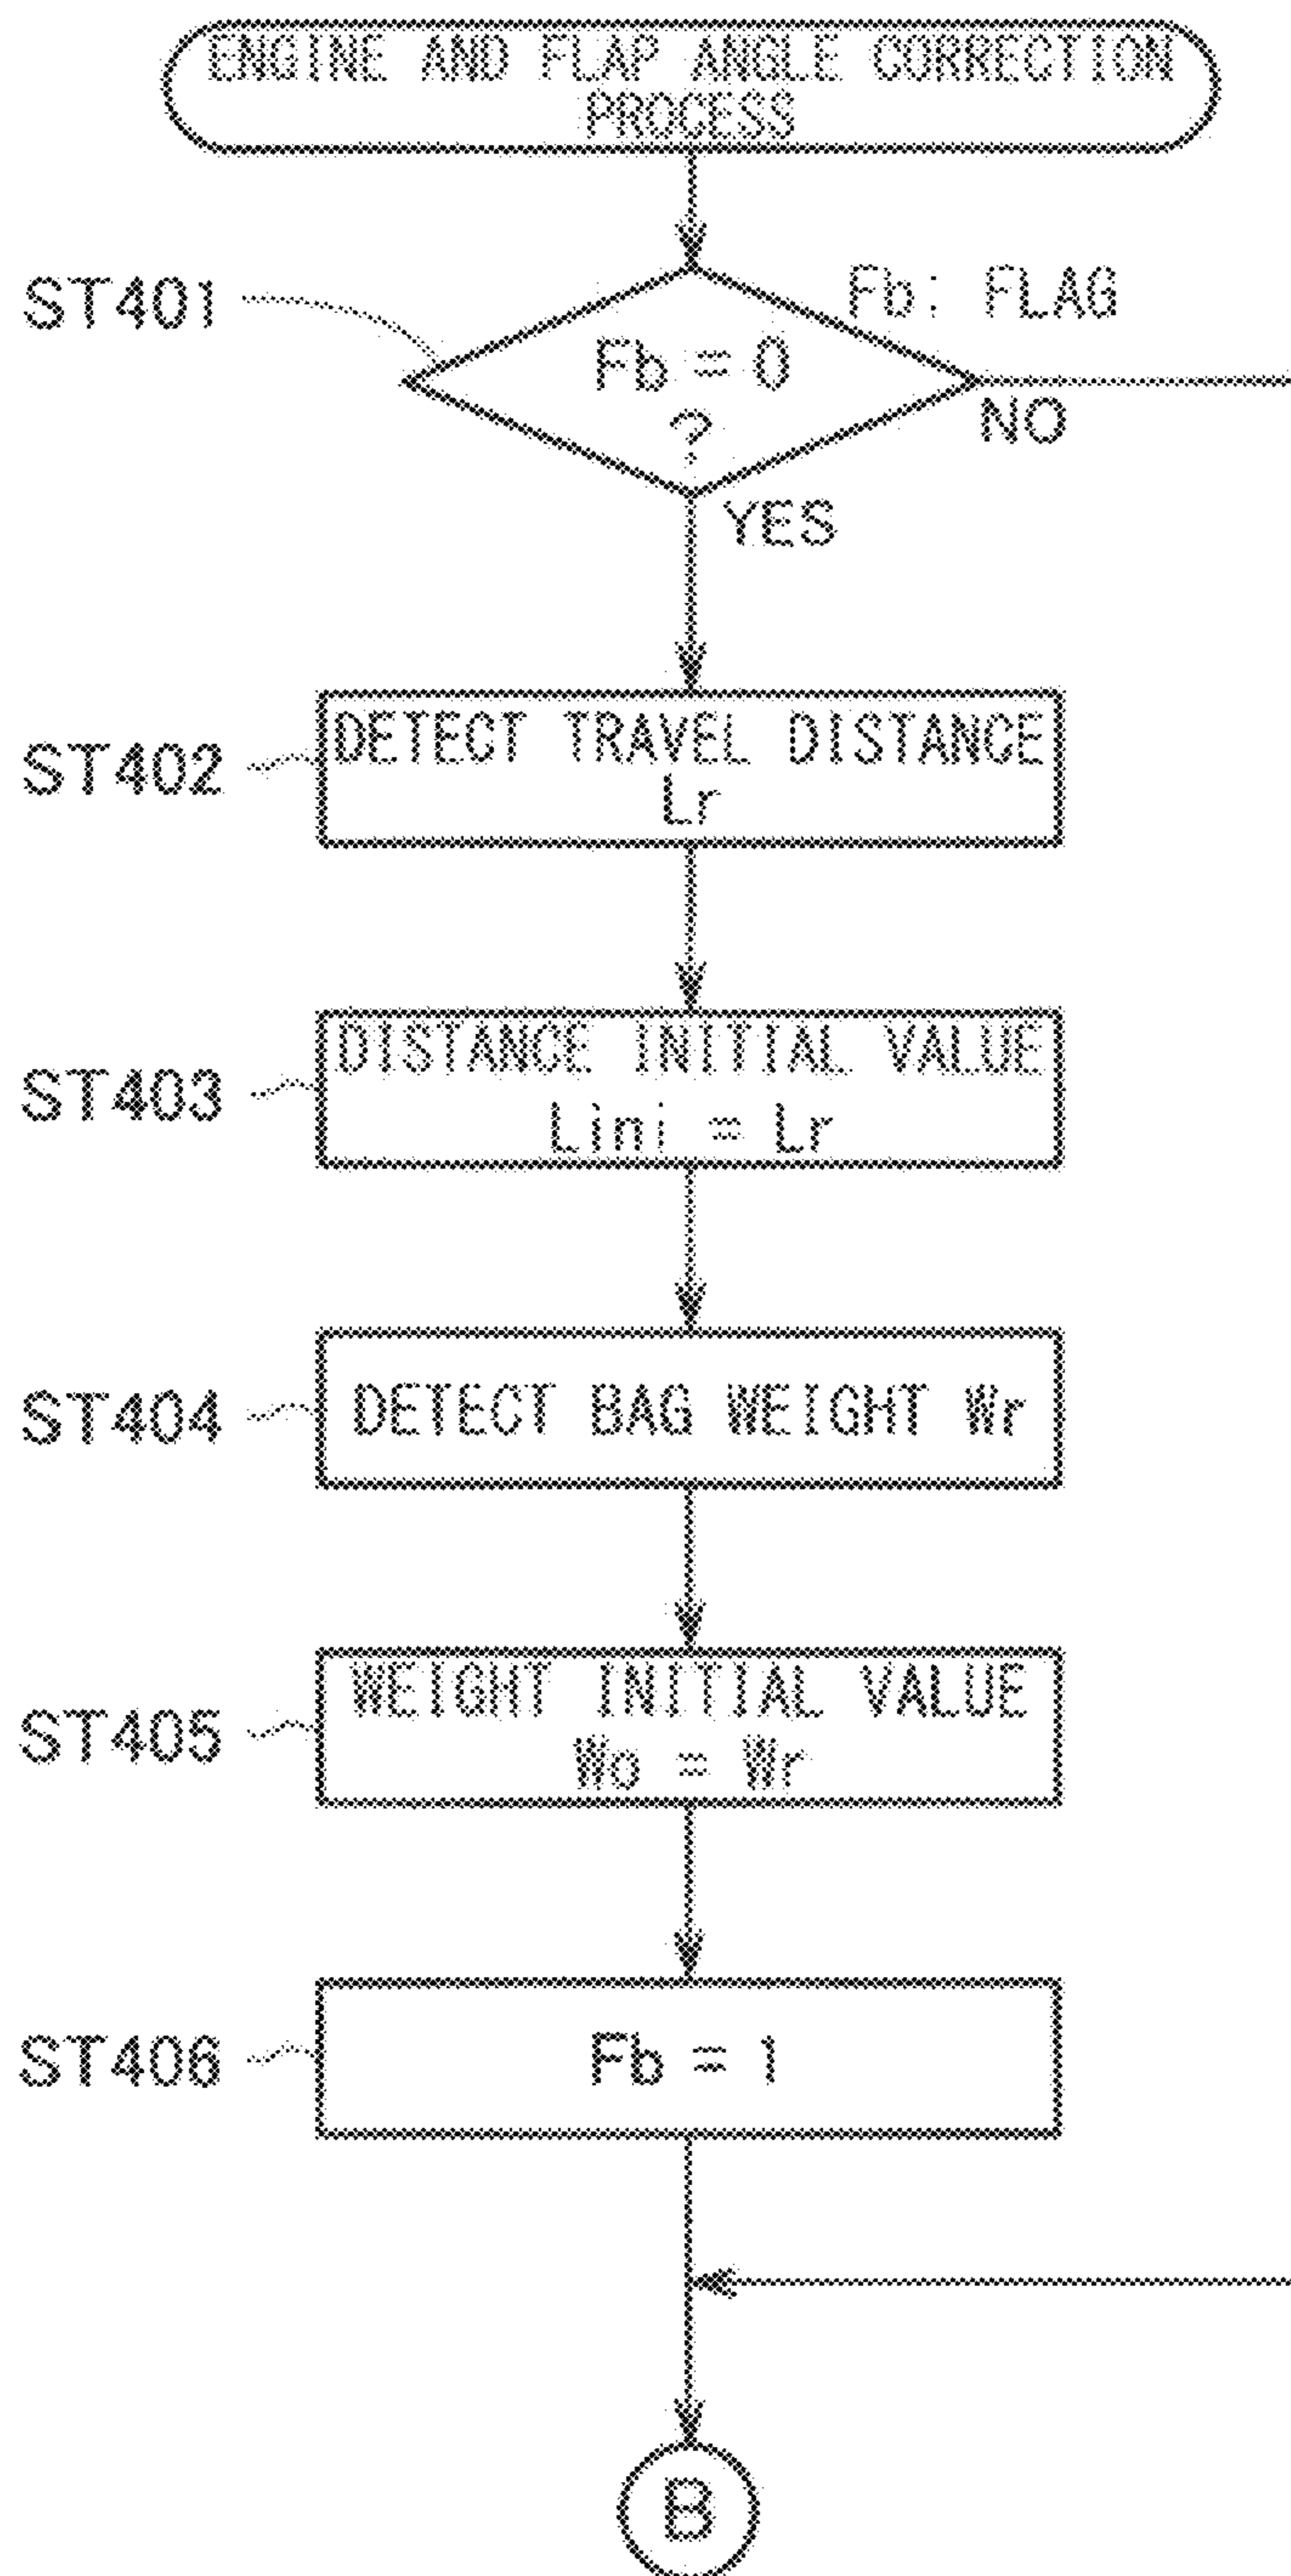 ENGINE AND FLAP ANGLE CORRECTION
PROCESS
ST401
Fb: FLAG
Fb = 0
?
NO
YES
ST402
DETECT TRAVEL DISTANCE
Lr
ST403
DISTANCE INITIAL VALUE
Lini = Lr
ST404
DETECT BAG WEIGHT Wr
ST405
WEIGHT INITIAL VALUE
Wo = Wr
ST406
Fb = 1
B